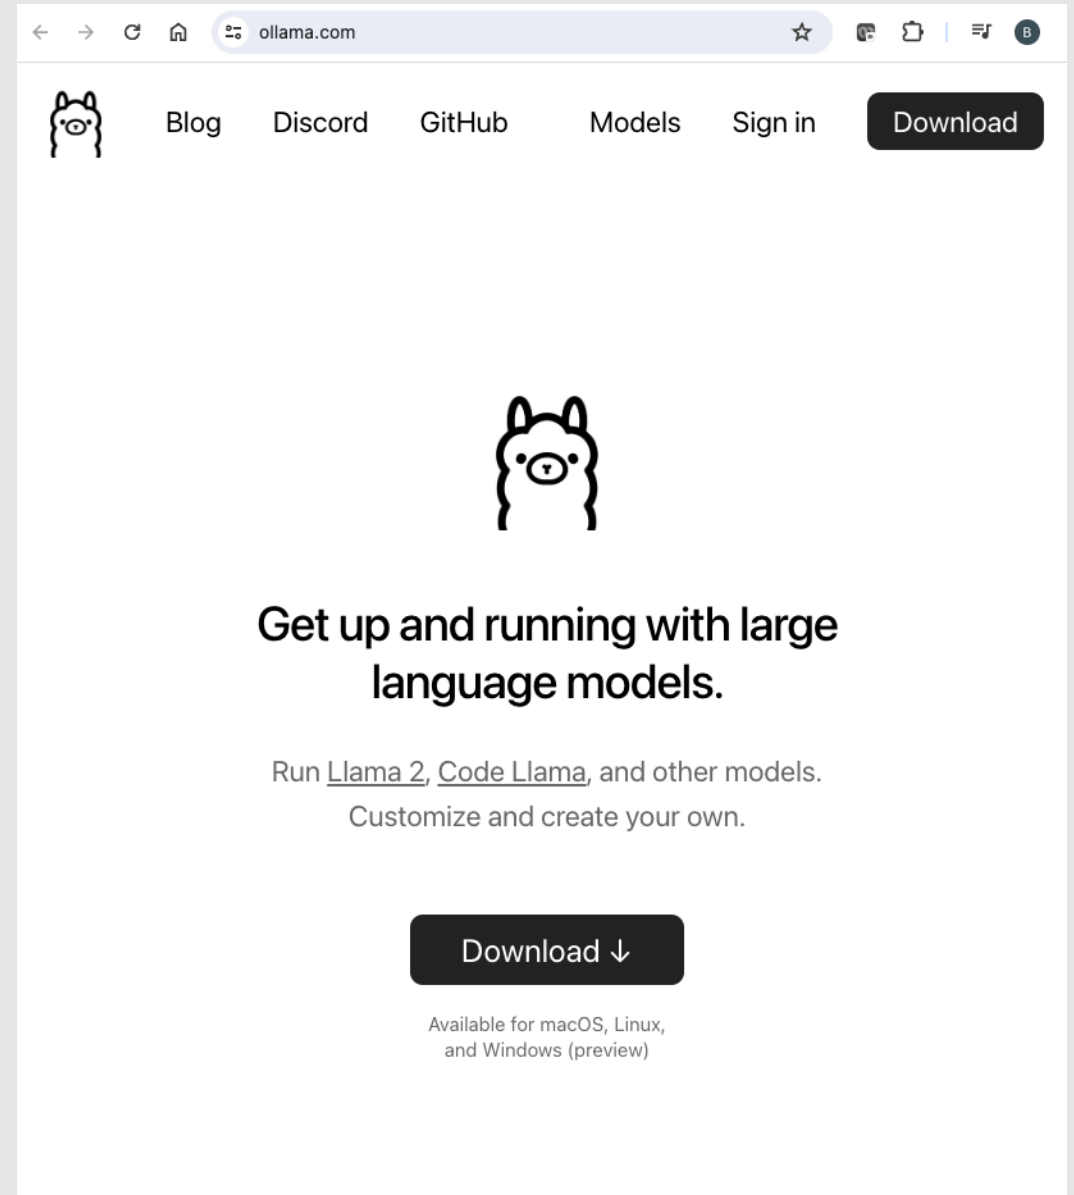 ollama.com
B
Blog Discord GitHub Models Sign in Download
Get up and running with large
language models.
Run Llama 2, Code Llama, and other models.
Customize and create your own.
Download ↓
Available for macOS, Linux,
and Windows (preview)